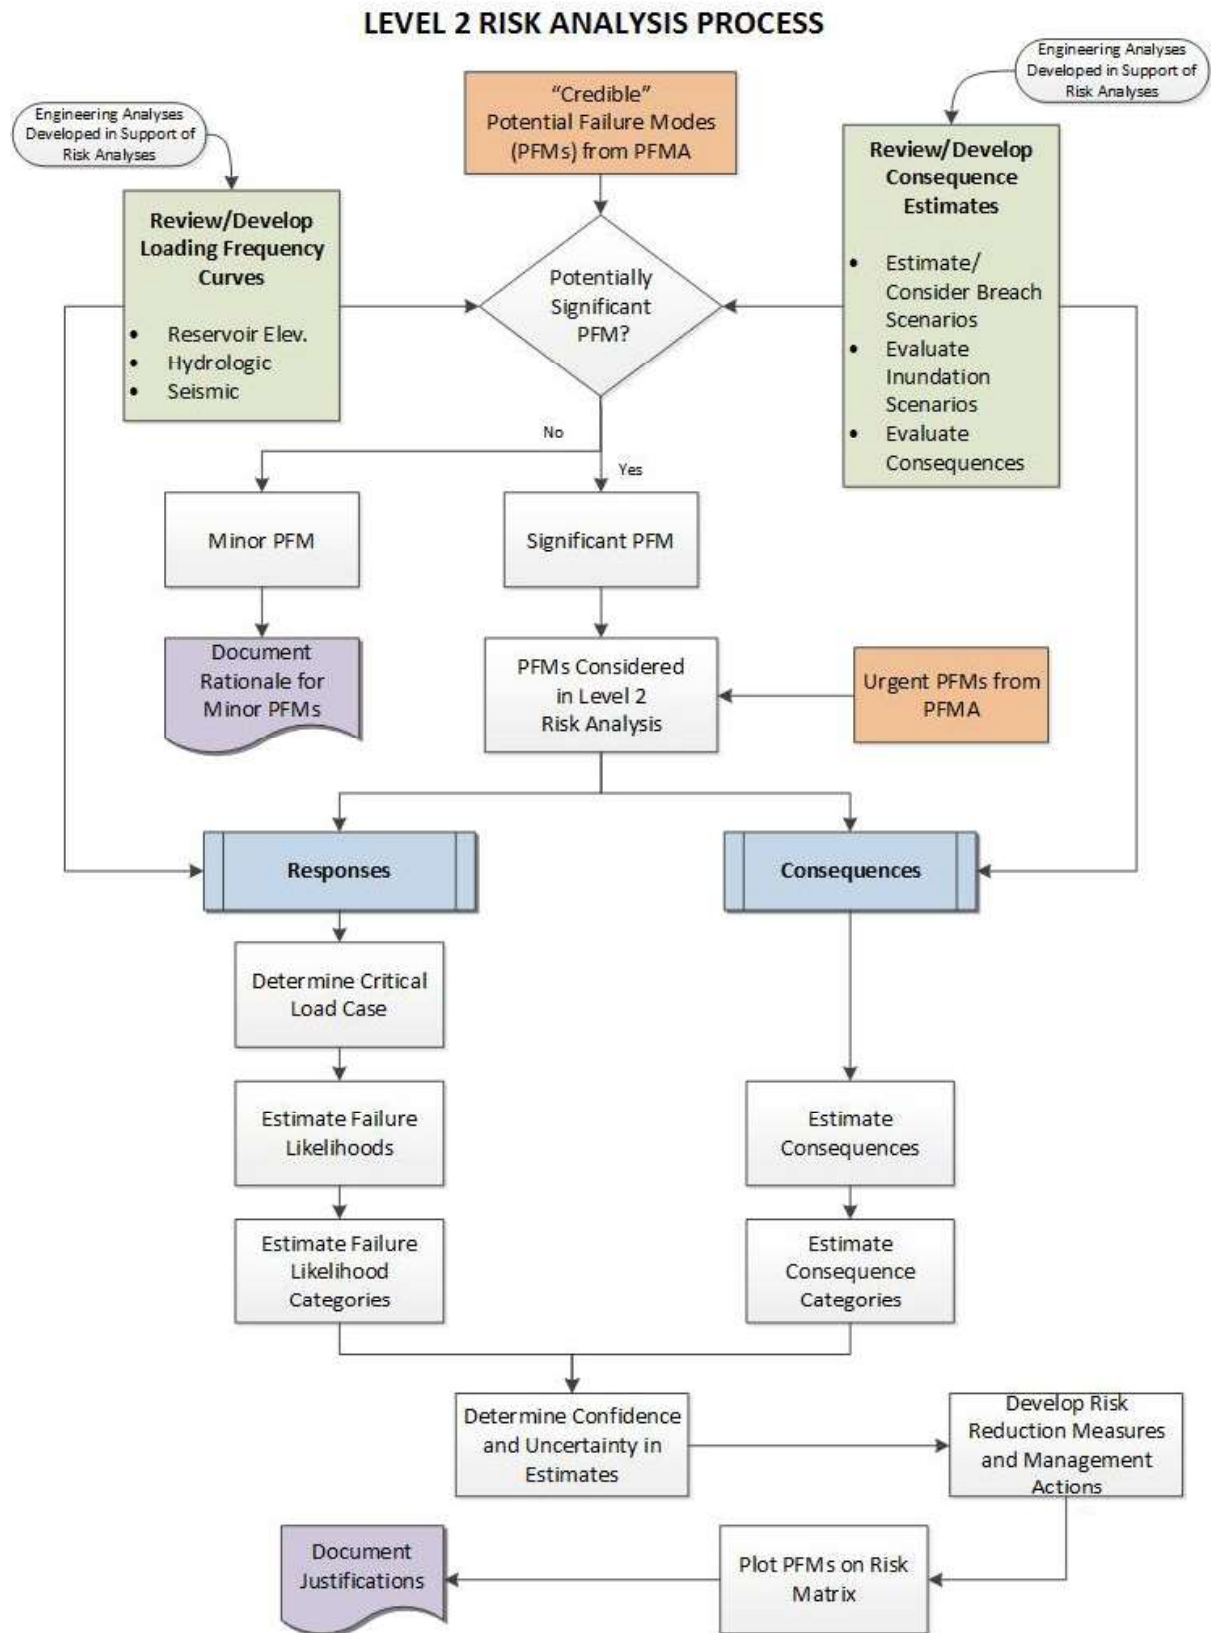 LEVEL 2 RISK ANALYSIS PROCESS
Engineering Analyses
Developed in Support of
Risk Analyses
"Credible"
Potential Failure Modes
(PFMs) from PFMA
Engineering Analyses
Developed in Support of
Risk Analyses
Review/Develop
Loading Frequency
Curves
• Reservoir Elev.
• Hydrologic
• Seismic
Potentially
Significant
PFM?
Review/Develop
Consequence
Estimates
• Estimate/
Consider Breach
Scenarios
• Evaluate
Inundation
Scenarios
• Evaluate
Consequences
No
Yes
Minor PFM
Significant PFM
Document
Rationale for
Minor PFMs
PFMs Considered
in Level 2
Risk Analysis
Urgent PFMs from
PFMA
Responses
Consequences
Determine Critical
Load Case
Estimate Failure
Likelihoods
Estimate
Consequences
Estimate Failure
Likelihood
Categories
Estimate
Consequence
Categories
Determine Confidence
and Uncertainty in
Estimates
Develop Risk
Reduction Measures
and Management
Actions
Document
Justifications
Plot PFMs on Risk
Matrix